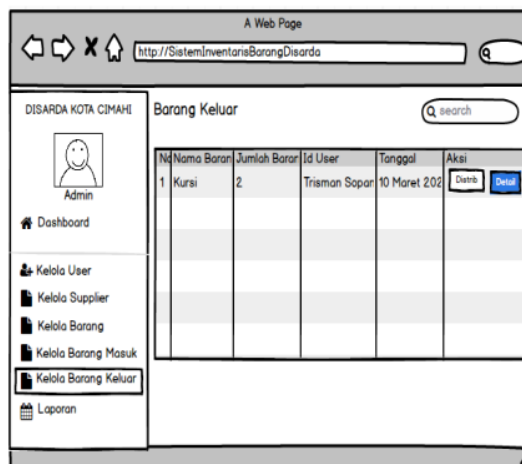 A Web Page
http://SistemInventarisBarangDisarda
DISARDA KOTA CIMAHI
Admin
Dashboard
Kelola User
Kelola Supplier
Kelola Barang
Kelola Barang Masuk
Kelola Barang Keluar
Laporan
Barang Keluar
search
No Nama Baran Jumlah Barar Id User Tanggal Aksi
1 Kursi 2 Trisman Sopar 10 Maret 202 Distrib Detail